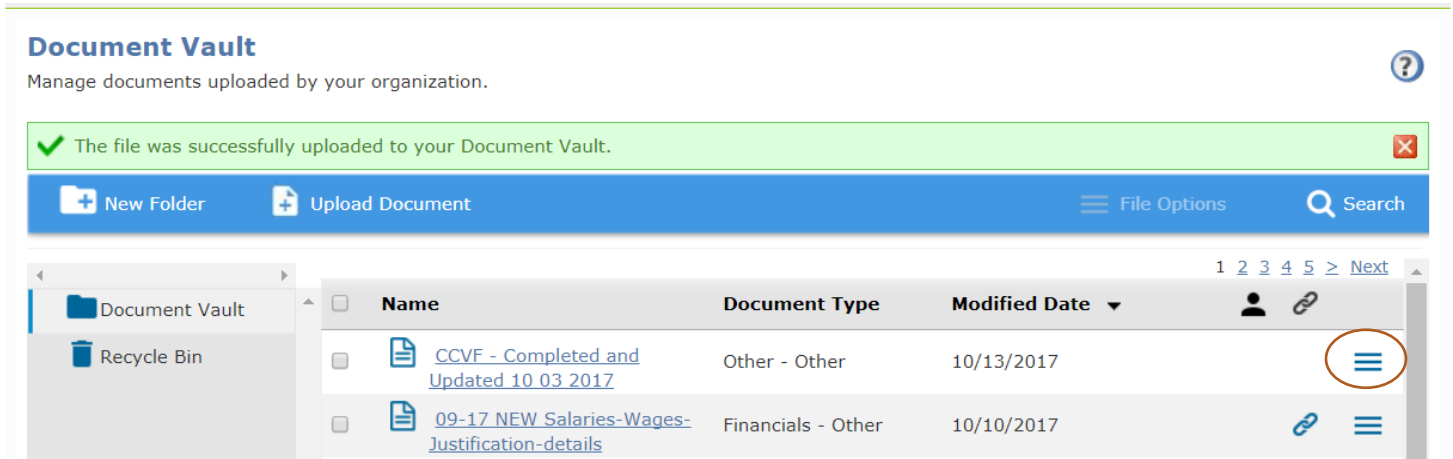 Document Vault
Manage documents uploaded by your organization.
?
The file was successfully uploaded to your Document Vault.
New Folder Upload Document File Options Search
1 2 3 4 5 > Next
Document Vault
Recycle Bin
Name Document Type Modified Date
CCVF - Completed and Updated 10 03 2017 Other - Other 10/13/2017
09-17 NEW Salaries-Wages-Justification-details Financials - Other 10/10/2017